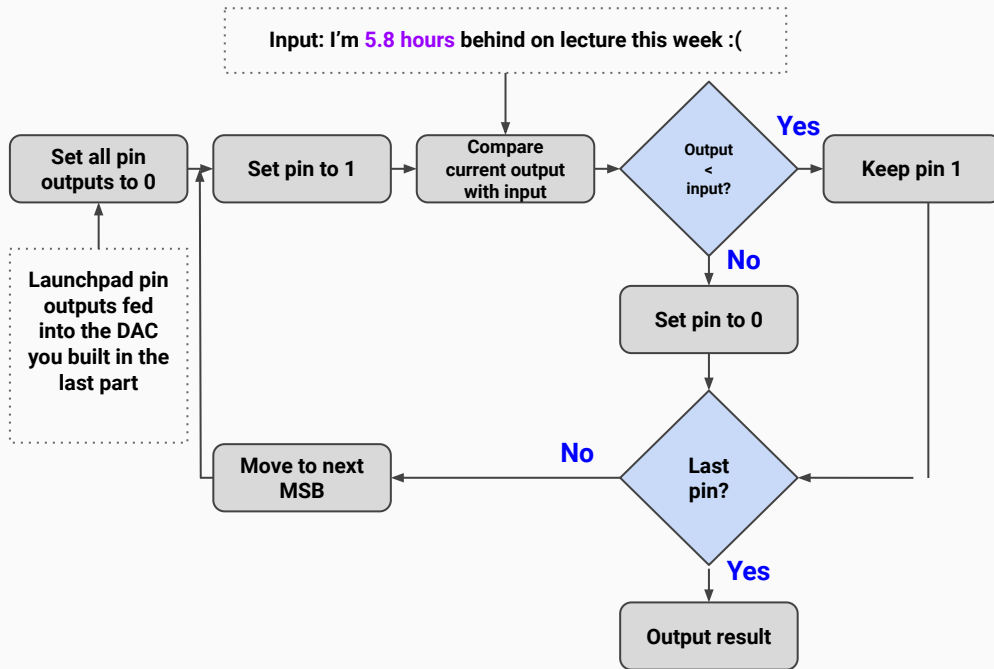 Input: I'm 5.8 hours behind on lecture this week :(
Set all pin
outputs to 0
Set pin to 1
Compare
current output
with input
Output
<
input?
Yes
Keep pin 1
No
Set pin to 0
Launchpad pin
outputs fed
into the DAC
you built in the
last part
Last
pin?
No
Move to next
MSB
Yes
Output result